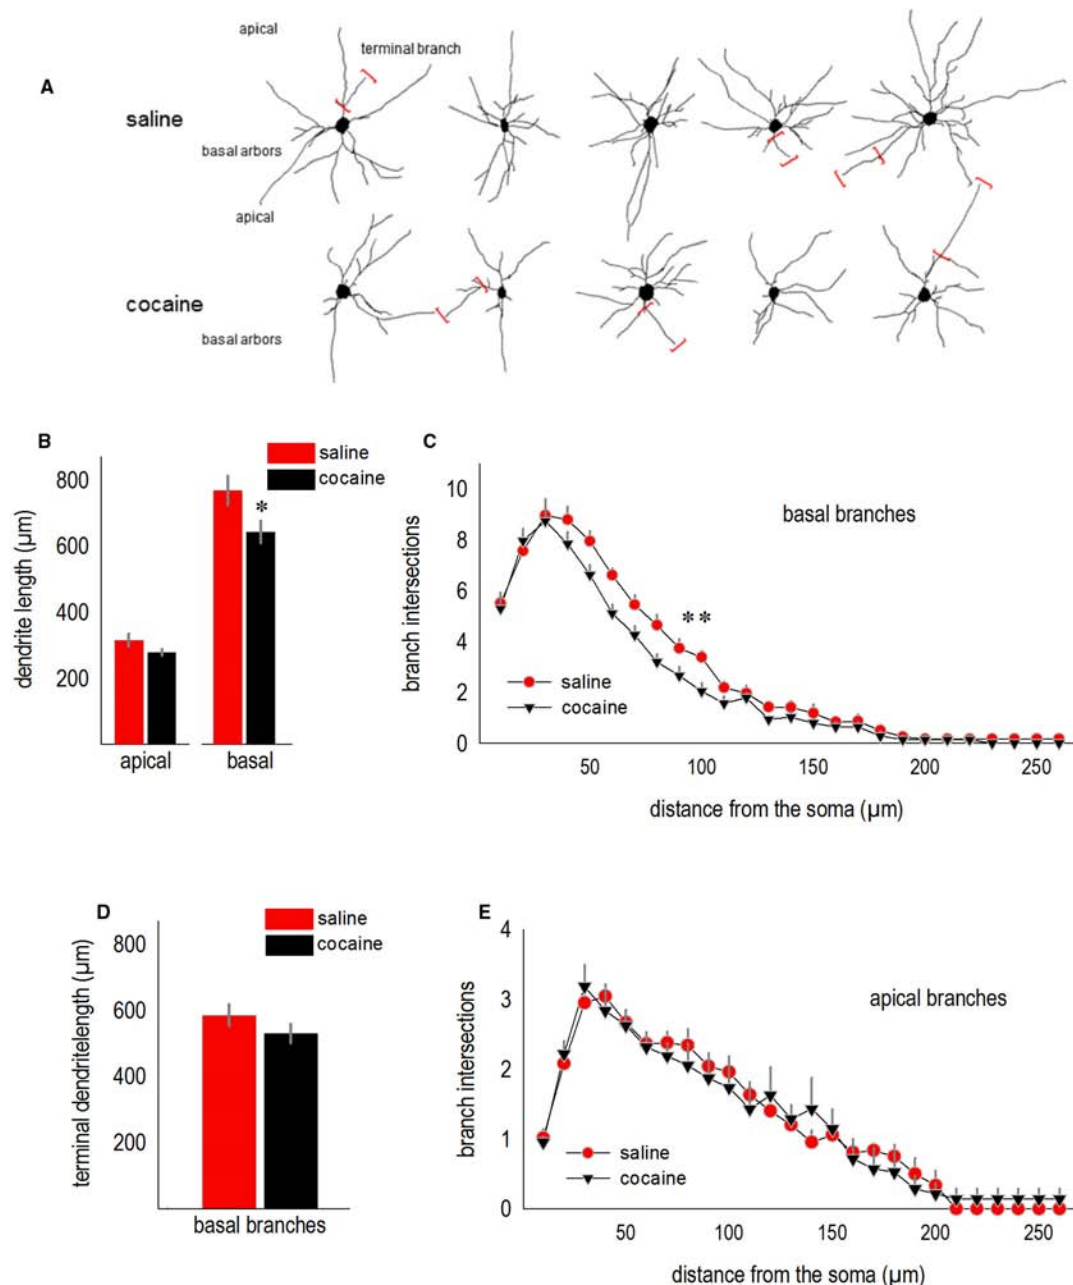 A
apical
terminal branch
saline
basal arbors
apical
cocaine
basal arbors
B
saline
cocaine
dendrite length (µm)
800
600
400
200
*
apical
basal
C
basal branches
branch intersections
10
8
6
4
2
0
**
saline
cocaine
50
100
150
200
250
distance from the soma (µm)
D
saline
cocaine
terminal dendritelength (µm)
800
600
400
200
basal branches
E
apical branches
branch intersections
4
3
2
1
0
saline
cocaine
50
100
150
200
250
distance from the soma (µm)